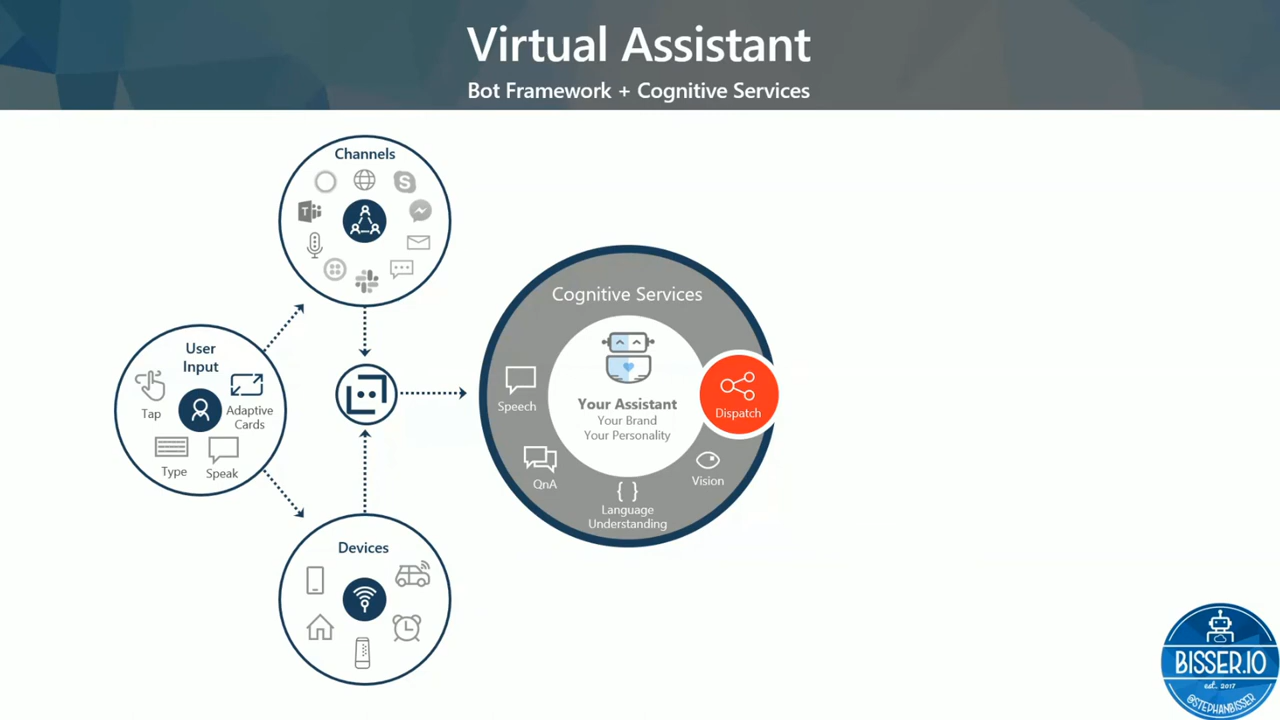 Virtual Assistant
Bot Framework + Cognitive Services
Channels
S
T
User
Input
Tap
Adaptive
Cards
Type
Speak
Devices
Cognitive Services
Speech
Your Assistant
Your Brand
Your Personality
Dispatch
QnA
Vision
{ }
Language
Understanding
BISSER.IO
est. 2017
@STEPHANBISSER